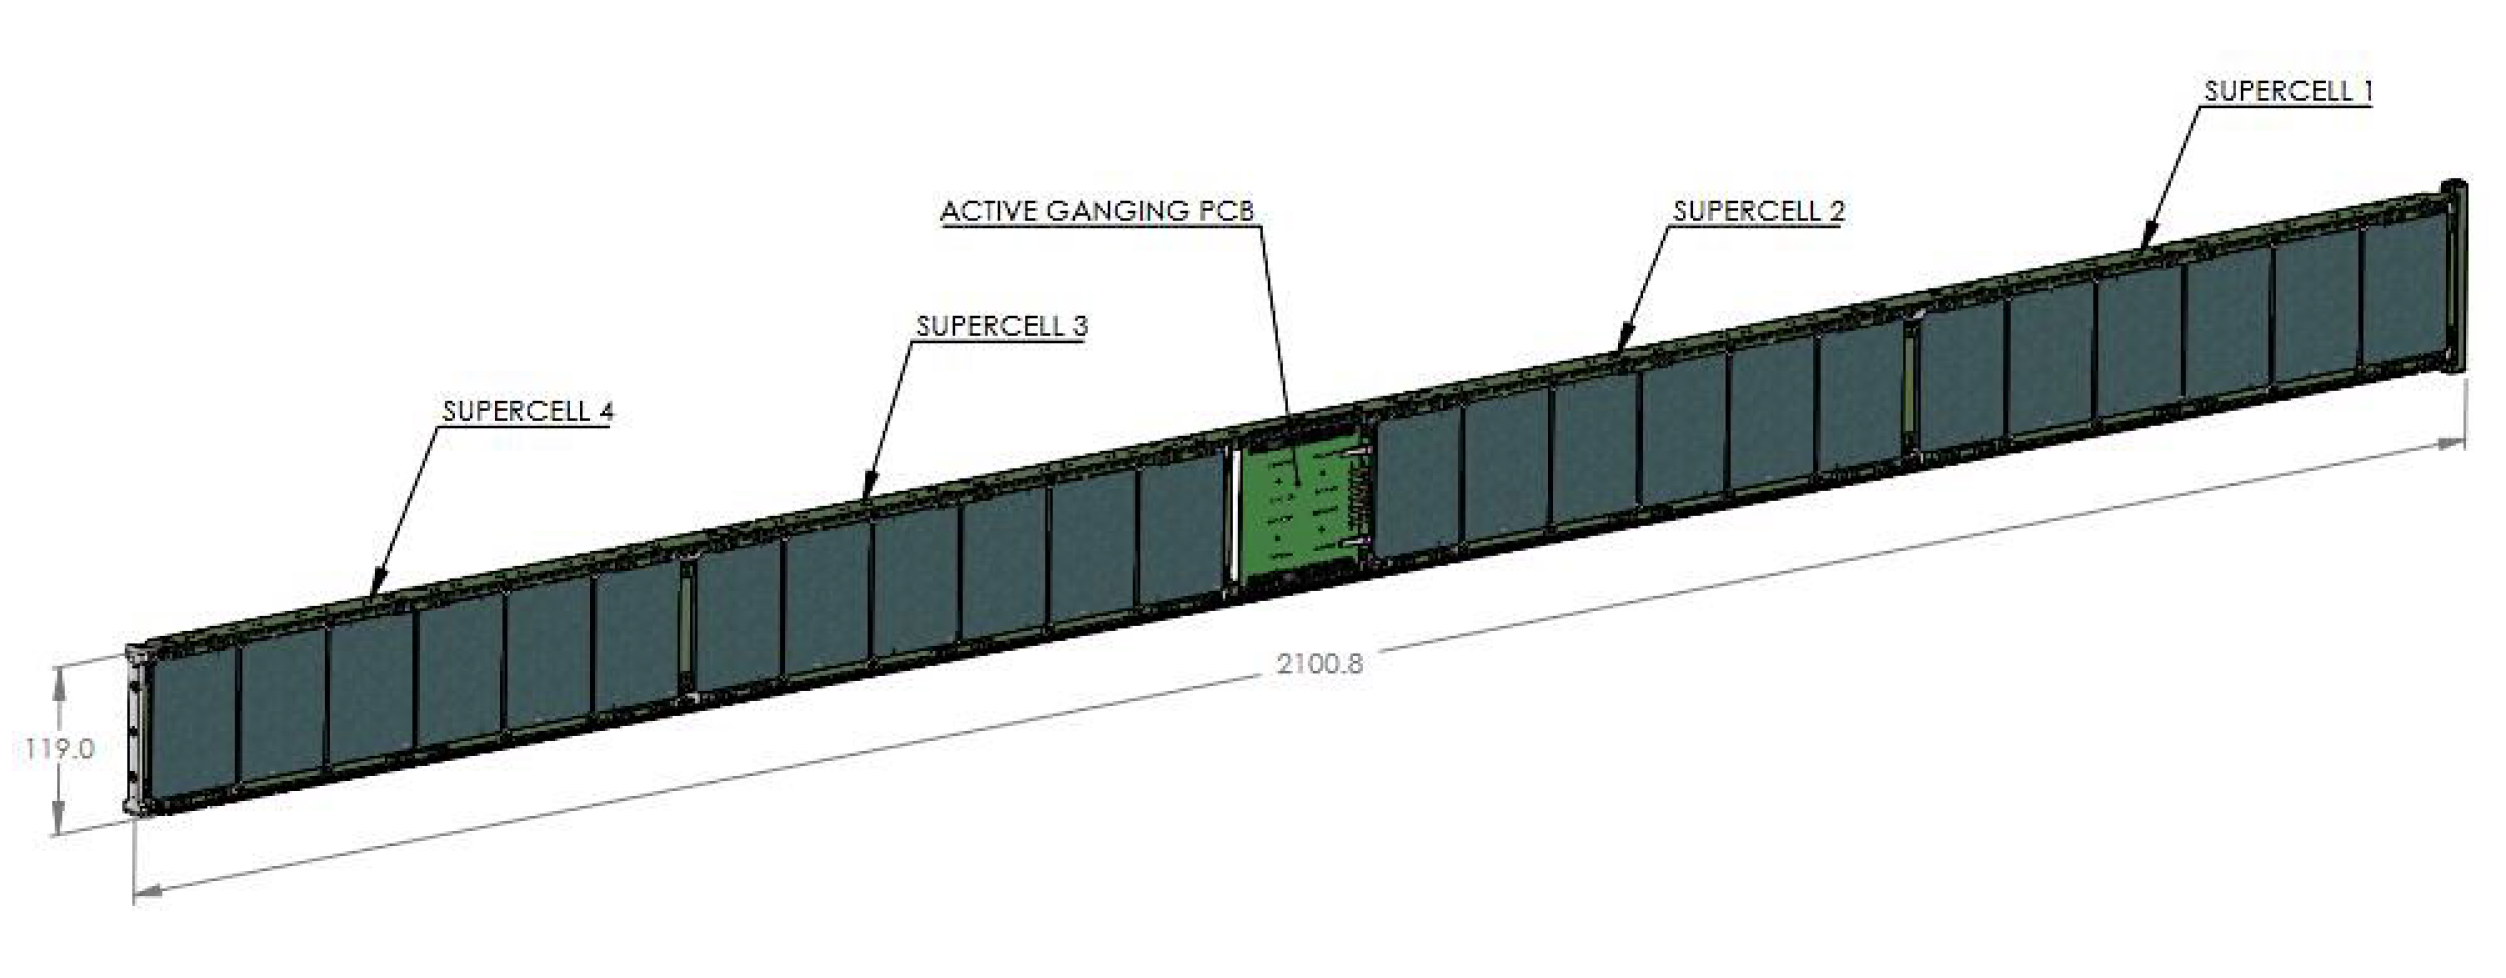 SUPERCELL 1
ACTIVE GANGING PCB
SUPERCELL 2
SUPERCELL 3
SUPERCELL 4
2100.8
119.0